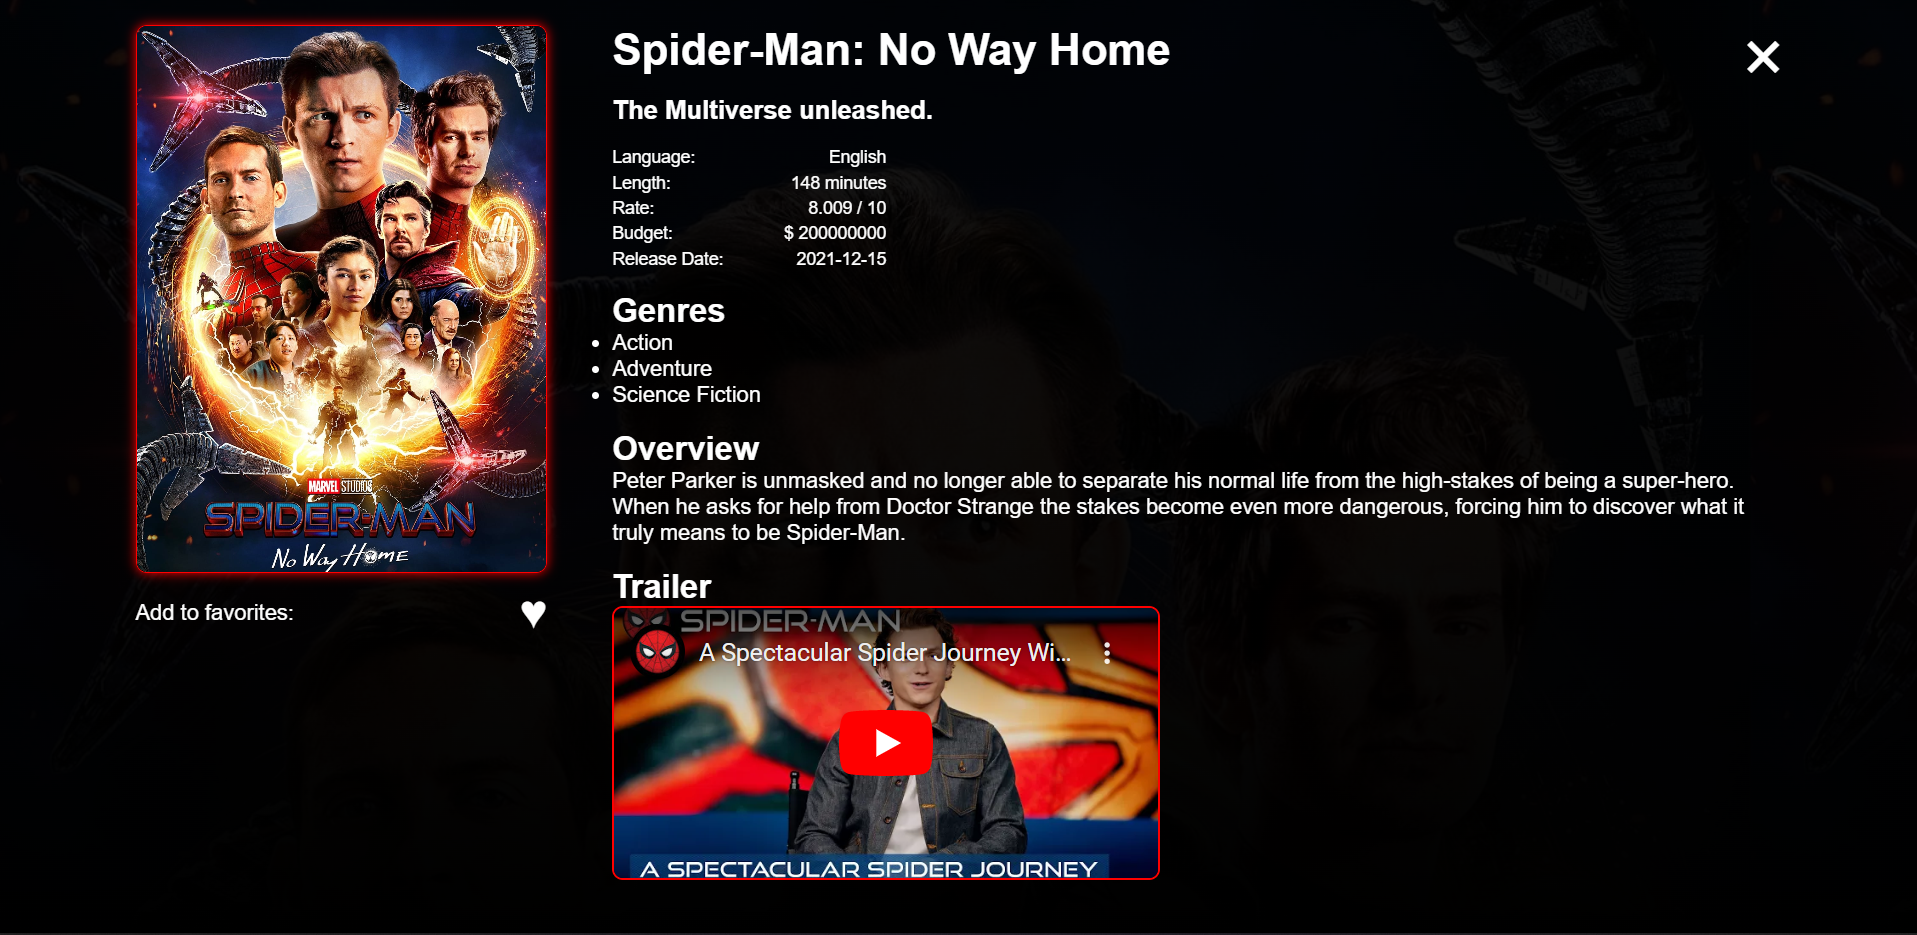 MARVEL STUDIOS
SPIDER-MAN
No Way Home
Add to favorites:
Spider-Man: No Way Home
The Multiverse unleashed.
Language: English
Length: 148 minutes
Rate: 8.009 / 10
Budget: $ 200000000
Release Date: 2021-12-15
Genres
• Action
• Adventure
• Science Fiction
Overview
Peter Parker is unmasked and no longer able to separate his normal life from the high-stakes of being a super-hero.
When he asks for help from Doctor Strange the stakes become even more dangerous, forcing him to discover what it
truly means to be Spider-Man.
Trailer
SPIDER-MAN
A Spectacular Spider Journey Wi...
A SPECTACULAR SPIDER JOURNEY